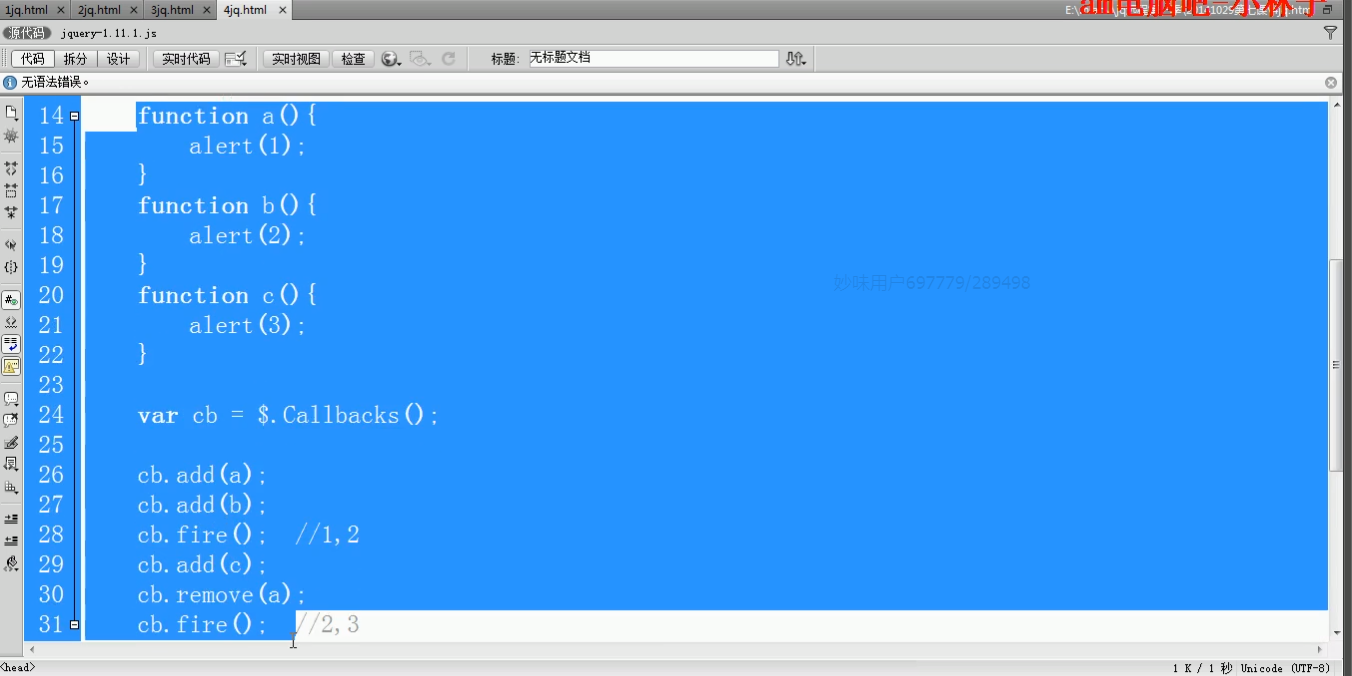 1jq.html × 2jq.html × 3jq.html × 4jq.html ×
源代码 jquery-1.11.1.js
代码 拆分 设计 实时代码 实时视图 检查 标题: 无标题文档
无语法错误。
14 function a(){
15 alert(1);
16 }
17 function b(){
18 alert(2);
19 }
20 function c(){
21 alert(3);
22 }
23
24 var cb = $.Callbacks();
25
26 cb.add(a);
27 cb.add(b);
28 cb.fire(); //1,2
29 cb.add(c);
30 cb.remove(a);
31 cb.fire(); //2,3
妙味用户697779/289498
<head> 1 K / 1 秒 Unicode (UTF-8)